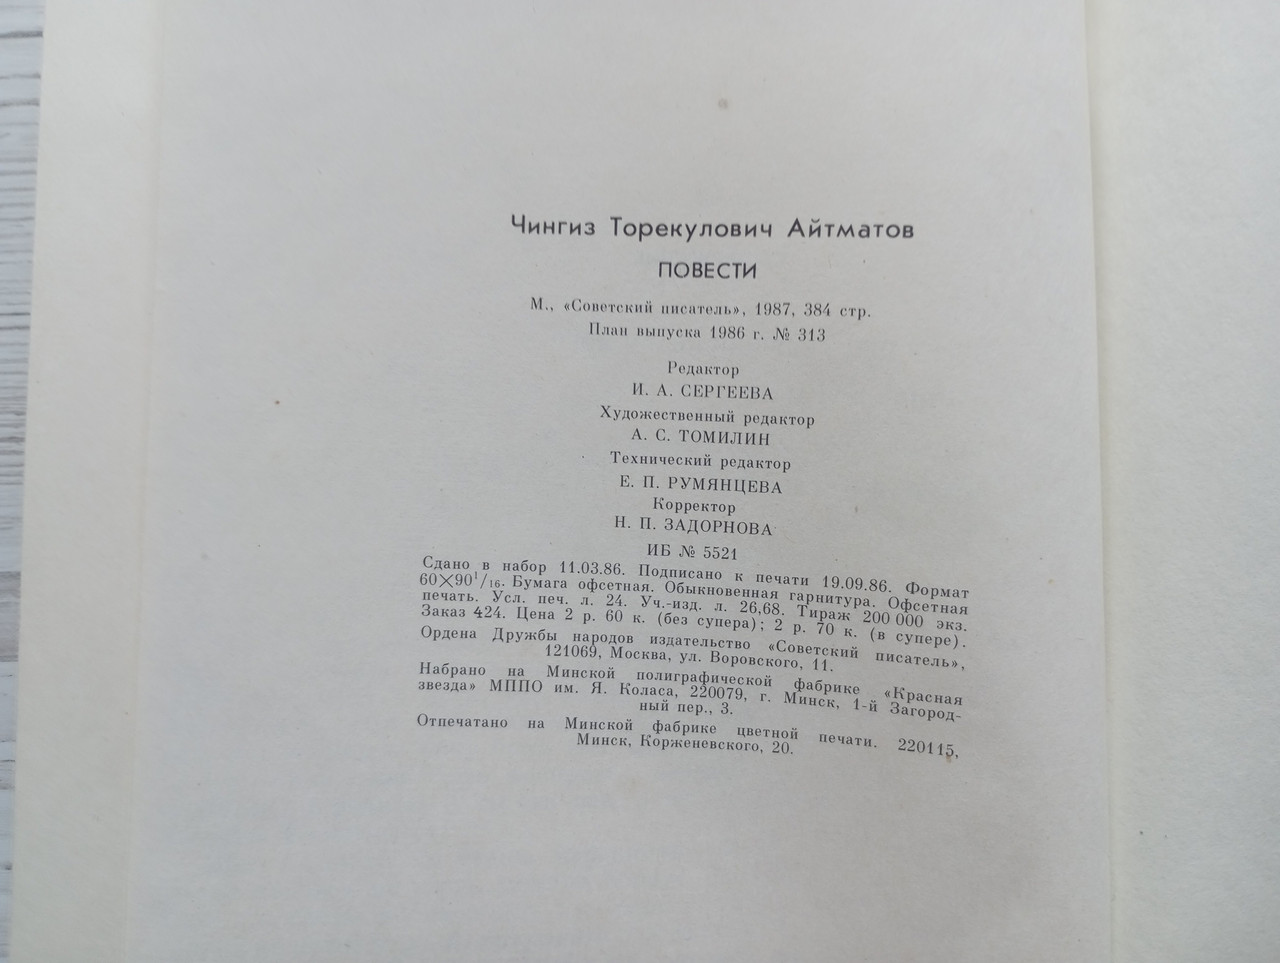 Чингиз Торекулович Айтматов
ПОВЕСТИ
М., «Советский писатель», 1987, 384 стр.
План выпуска 1986 г. № 313
Редактор
И. А. СЕРГЕЕВА
Художественный редактор
А. С. ТОМИЛИН
Технический редактор
Е. П. РУМЯНЦЕВА
Корректор
Н. П. ЗАДОРНОВА
ИБ № 5521
Сдано в набор 11.03.86. Подписано к печати 19.09.86. Формат
60×90¹/₁₆. Бумага офсетная. Обыкновенная гарнитура. Офсетная
печать. Усл. печ. л. 24. Уч.-изд. л. 26,68. Тираж 200 000 экз.
Заказ 424. Цена 2 р. 60 к. (без супера); 2 р. 70 к. (в супере).
Ордена Дружбы народов издательство «Советский писатель»,
121069, Москва, ул. Воровского, 11.
Набрано на Минской полиграфической фабрике «Красная
звезда» МППО им. Я. Коласа, 220079, г. Минск, 1-й Загород-
ный пер., 3.
Отпечатано на Минской фабрике цветной печати. 220115,
Минск, Корженевского, 20.